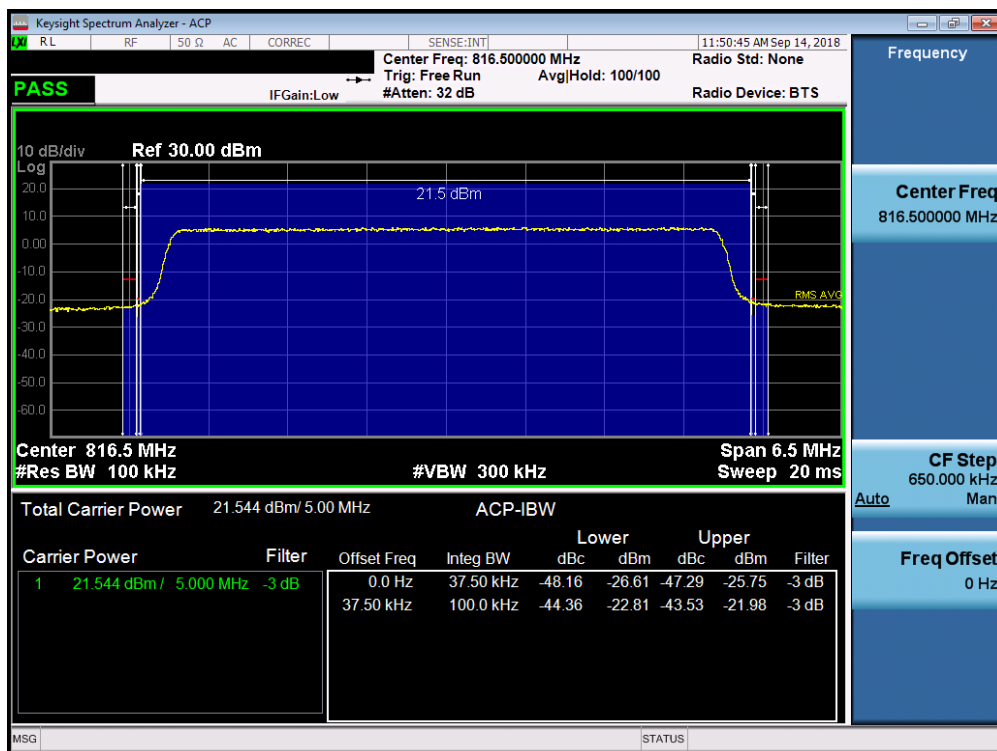 Keysight Spectrum Analyzer - ACP
LXI RL RF 50 Ω AC CORREC SENSE:INT 11:50:45 AM Sep 14, 2018
Center Freq: 816.500000 MHz Radio Std: None
Trig: Free Run Avg|Hold: 100/100
PASS IFGain:Low #Atten: 32 dB Radio Device: BTS
10 dB/div Ref 30.00 dBm
Log
20.0
21.5 dBm
10.0
0.00
-10.0
-20.0
RMS AVG
-30.0
-40.0
-50.0
-60.0
Center 816.5 MHz Span 6.5 MHz
#Res BW 100 kHz #VBW 300 kHz Sweep 20 ms
Total Carrier Power 21.544 dBm/ 5.00 MHz ACP-IBW
Lower Upper
Carrier Power Filter Offset Freq Integ BW dBc dBm dBc dBm Filter
1 21.544 dBm / 5.000 MHz -3 dB 0.0 Hz 37.50 kHz -48.16 -26.61 -47.29 -25.75 -3 dB
37.50 kHz 100.0 kHz -44.36 -22.81 -43.53 -21.98 -3 dB
MSG STATUS
Frequency
Center Freq
816.500000 MHz
CF Step
650.000 kHz
Auto Man
Freq Offset
0 Hz